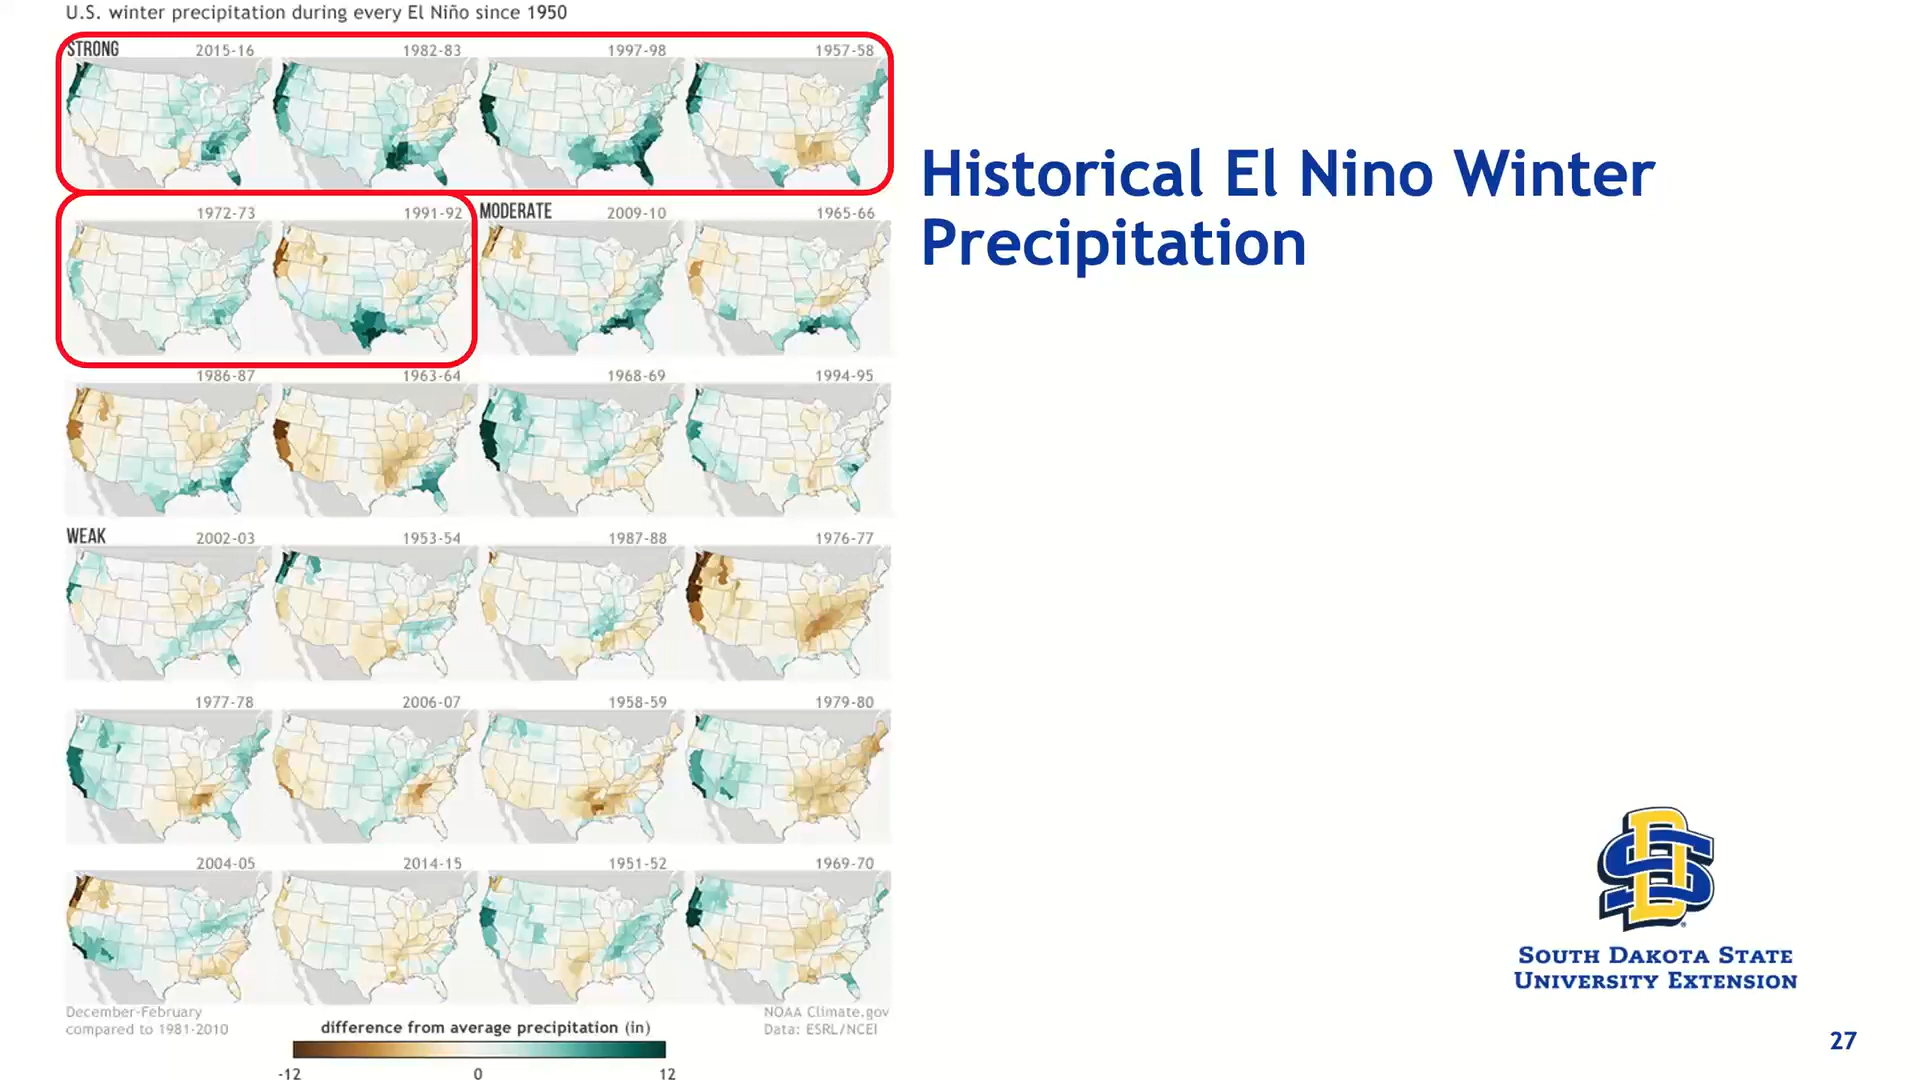 U.S. winter precipitation during every El Niño since 1950
STRONG 2015-16 1982-83 1997-98 1957-58
1972-73 1991-92 MODERATE 2009-10 1965-66
1986-87 1963-64 1968-69 1994-95
WEAK 2002-03 1953-54 1987-88 1976-77
1977-78 2006-07 1958-59 1979-80
2004-05 2014-15 1951-52 1969-70
December-February
compared to 1981-2010
difference from average precipitation (in)
NOAA Climate.gov
Data: ESRL/NCEI
-12 0 12
Historical El Nino Winter
Precipitation
SOUTH DAKOTA STATE
UNIVERSITY EXTENSION
27